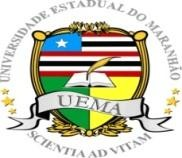 UNIVERSIDADE ESTADUAL DO MARANHÃO
UEMA
SCIENTIA AD VITAM